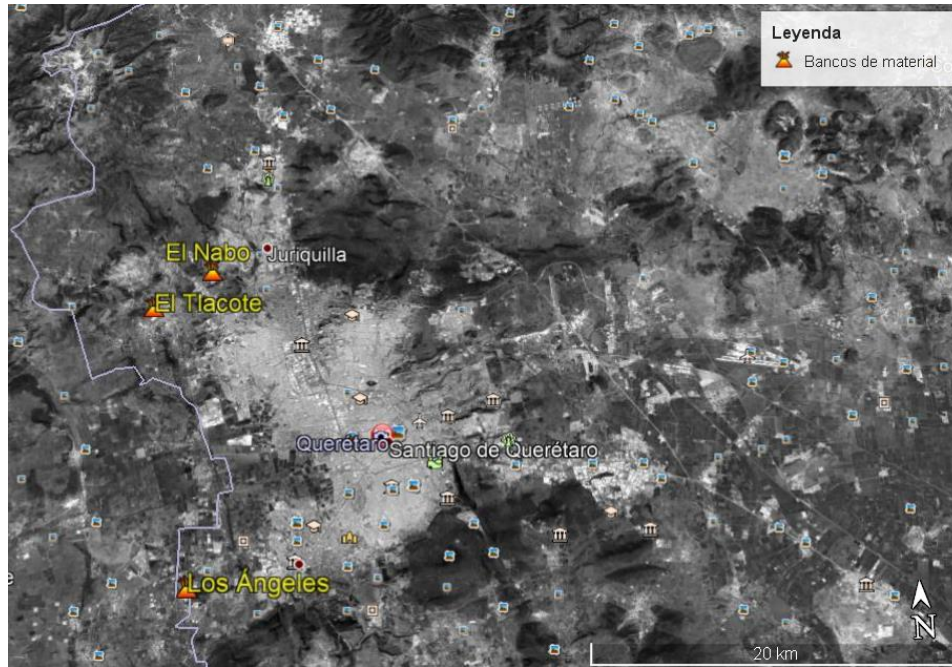 Leyenda
Bancos de material
El Nabo
Juriquilla
El Tlacote
Querétaro
Santiago de Querétaro
Los Ángeles
e
N
20 km